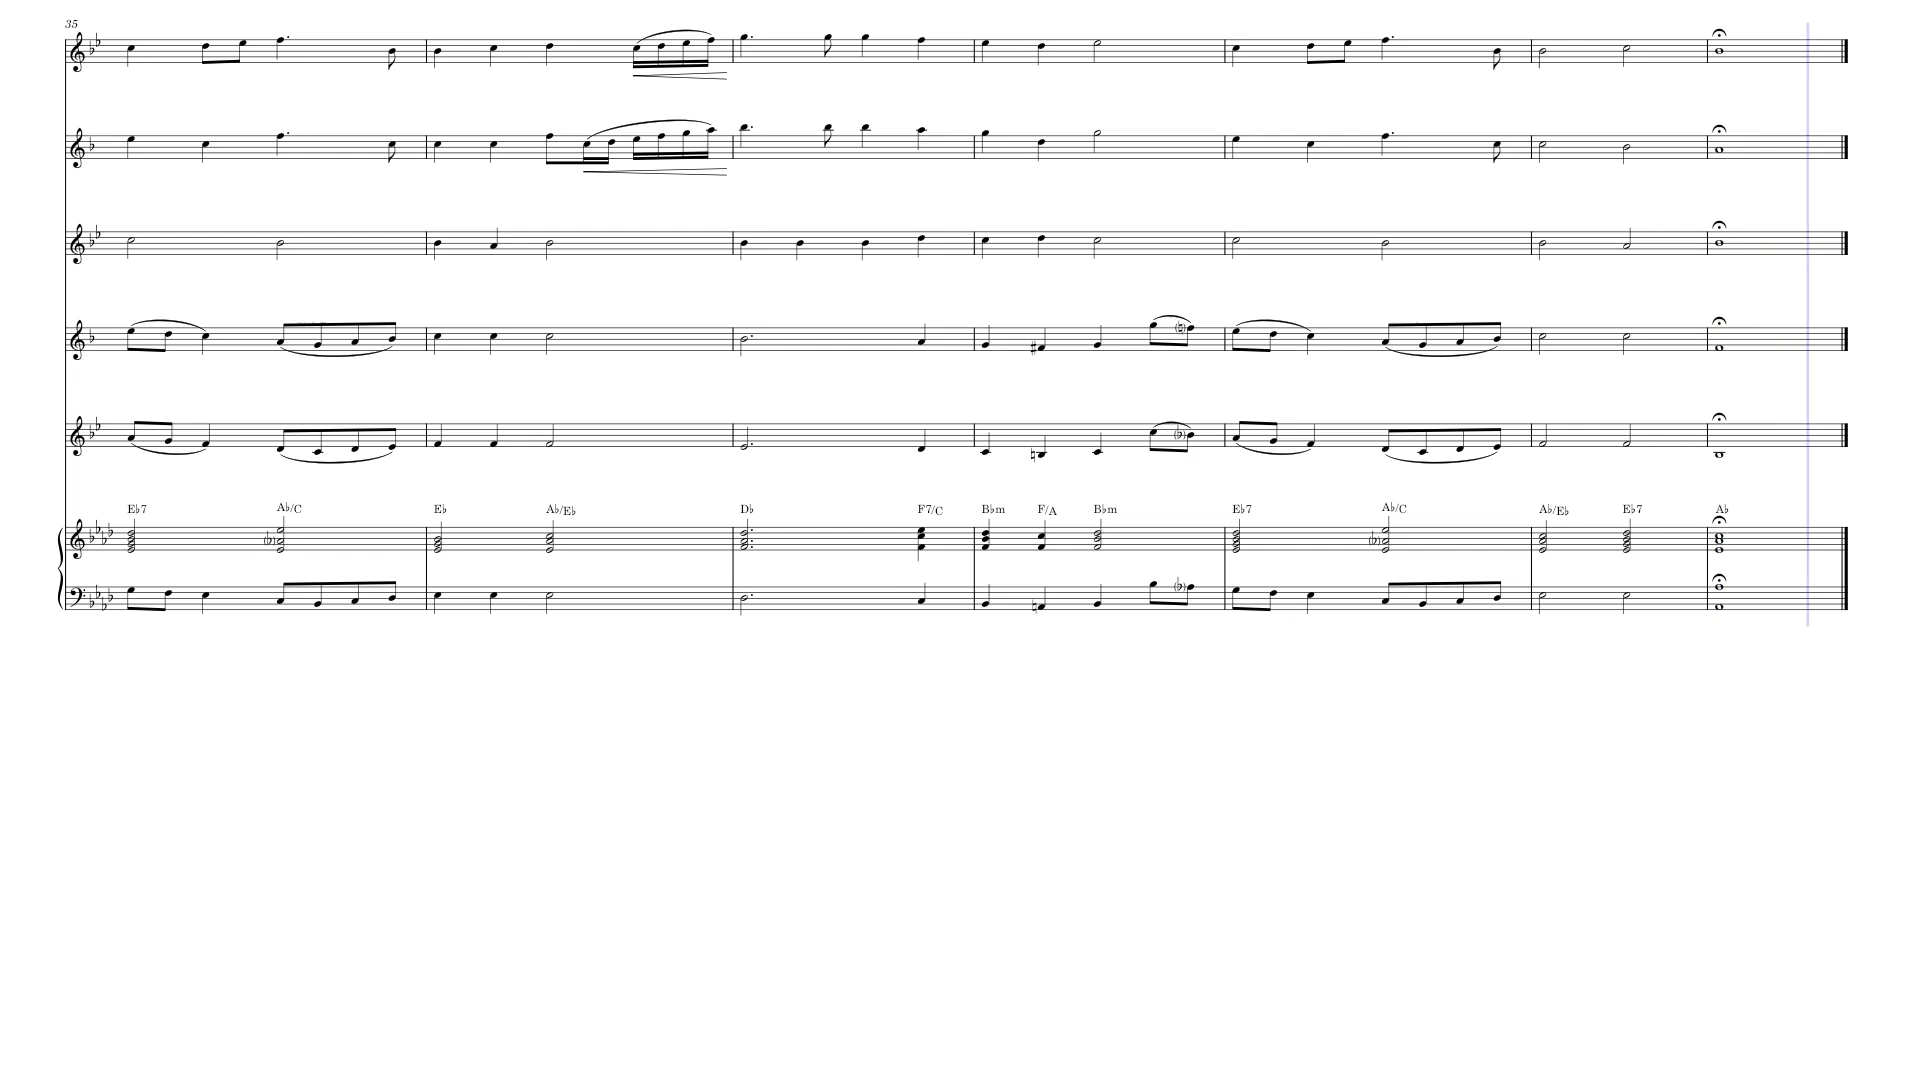 35
E♭7 A♭/C E♭ A♭/E♭ D♭ F7/C B♭m F/A B♭m E♭7 A♭/C A♭/E♭ E♭7 A♭